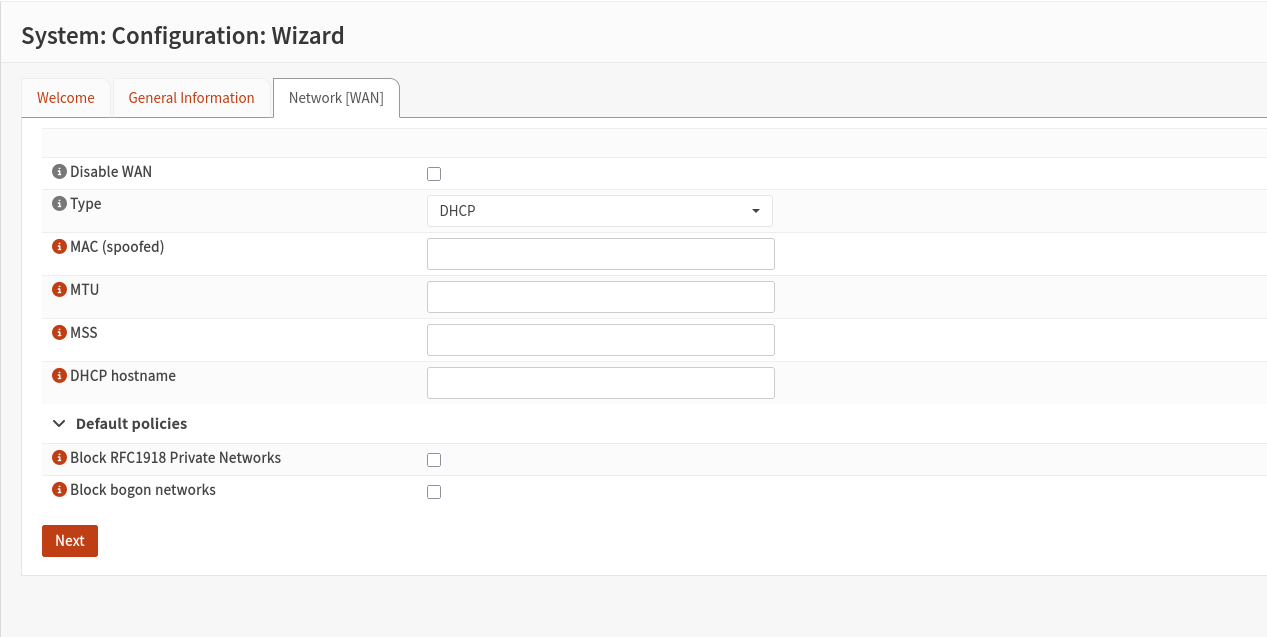 System: Configuration: Wizard
Welcome General Information Network [WAN]
Disable WAN
Type DHCP
MAC (spoofed)
MTU
MSS
DHCP hostname
Default policies
Block RFC1918 Private Networks
Block bogon networks
Next